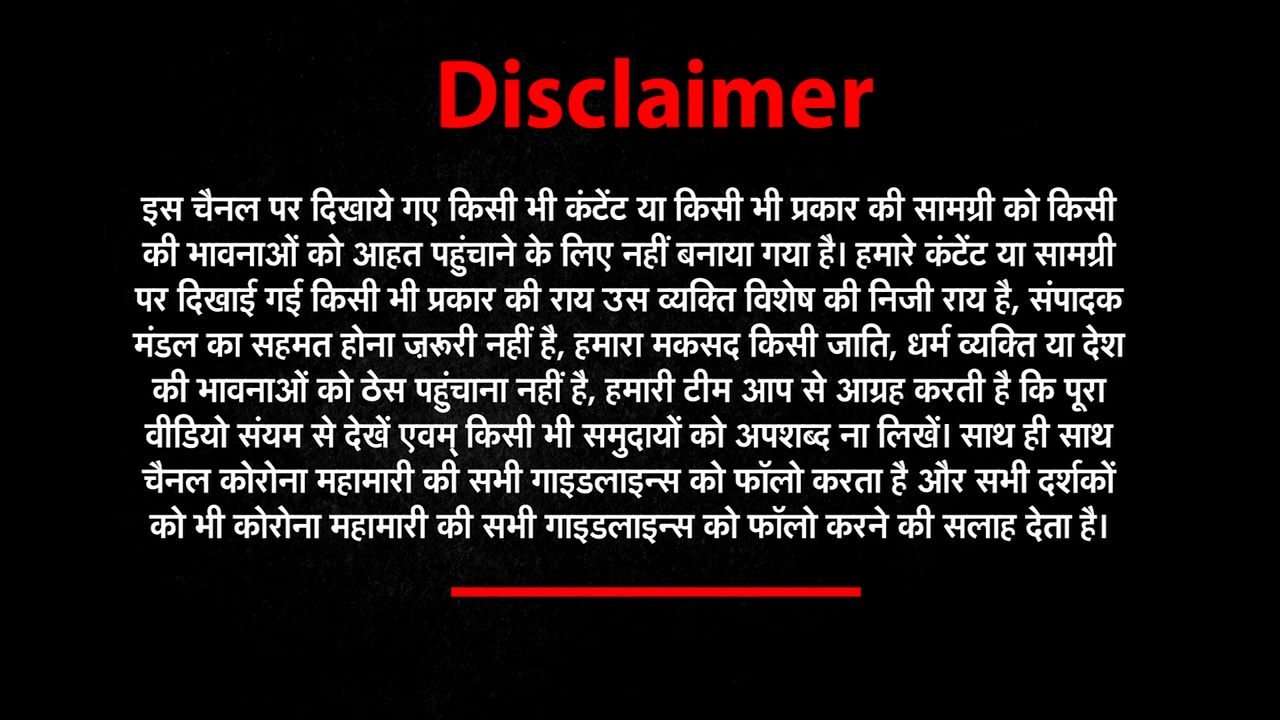 Disclaimer
इस चैनल पर दिखाये गए किसी भी कंटेंट या किसी भी प्रकार की सामग्री को किसी
की भावनाओं को आहत पहुंचाने के लिए नहीं बनाया गया है। हमारे कंटेंट या सामग्री
पर दिखाई गई किसी भी प्रकार की राय उस व्यक्ति विशेष की निजी राय है, संपादक
मंडल का सहमत होना ज़रूरी नहीं है, हमारा मकसद किसी जाति, धर्म व्यक्ति या देश
की भावनाओं को ठेस पहुंचाना नहीं है, हमारी टीम आप से आग्रह करती है कि पूरा
वीडियो संयम से देखें एवम् किसी भी समुदायों को अपशब्द ना लिखें। साथ ही साथ
चैनल कोरोना महामारी की सभी गाइडलाइन्स को फॉलो करता है और सभी दर्शकों
को भी कोरोना महामारी की सभी गाइडलाइन्स को फॉलो करने की सलाह देता है।